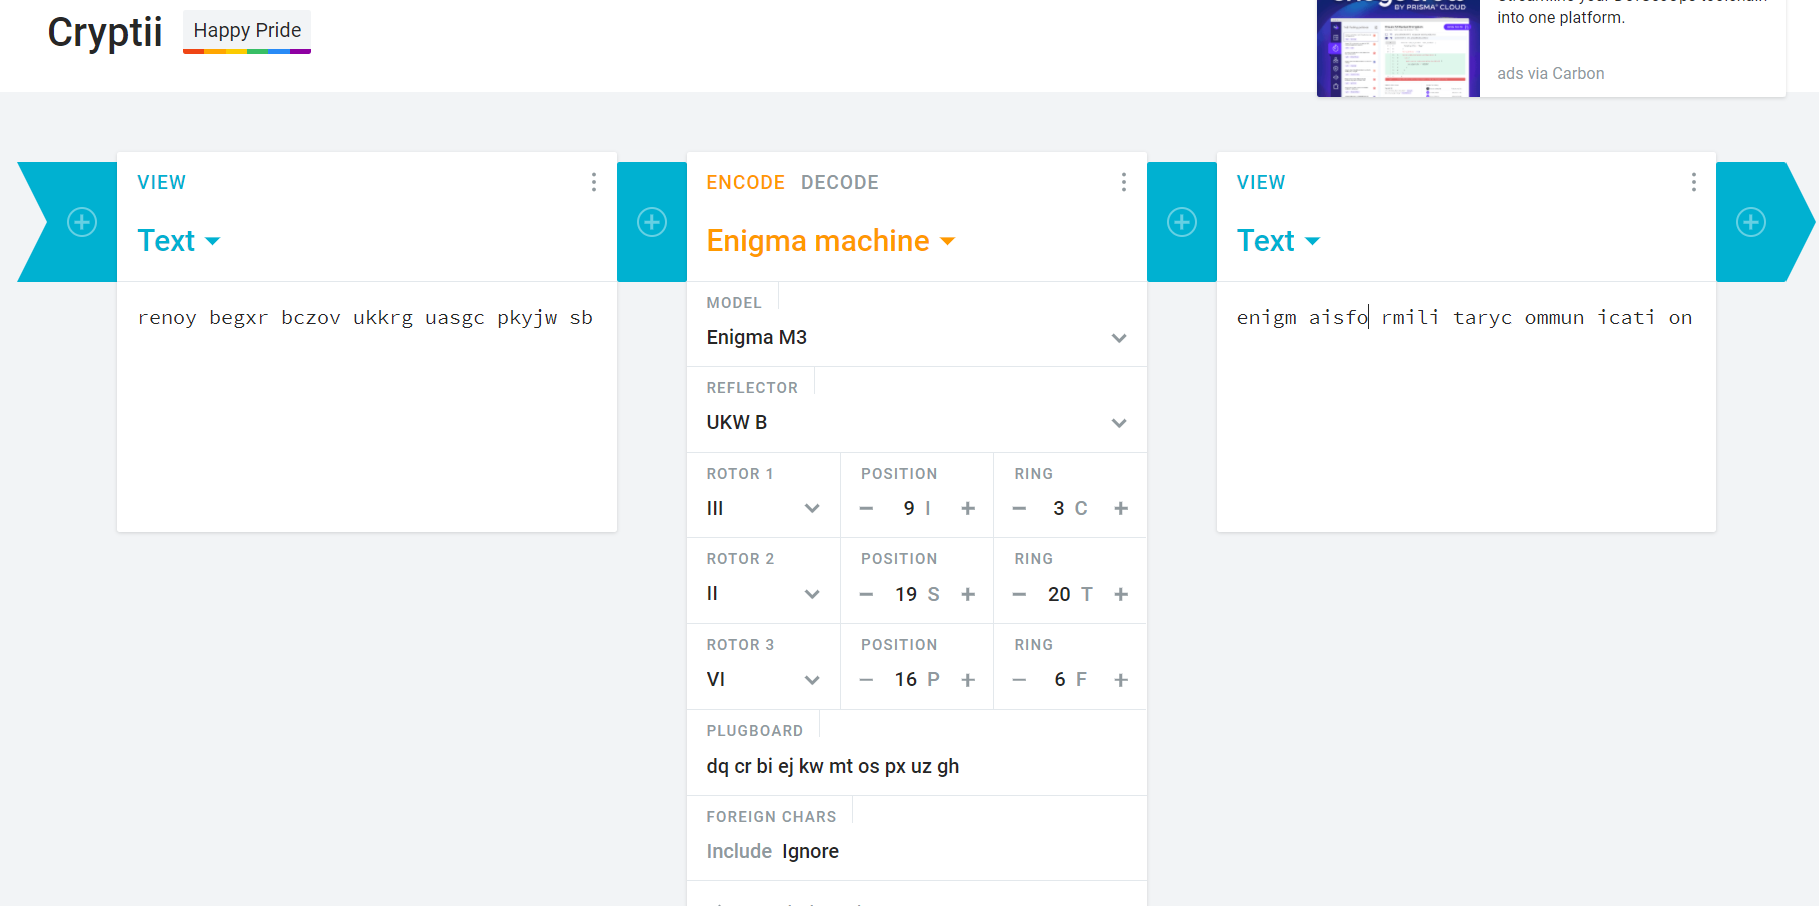 Cryptii
Happy Pride
BY PRISMA CLOUD
into one platform.
ads via Carbon
VIEW
Text
renoy begxr bczov ukkrg uasgc pkyjw sb
ENCODE DECODE
Enigma machine
MODEL
Enigma M3
REFLECTOR
UKW B
ROTOR 1 POSITION RING
III − 9 I + − 3 C +
ROTOR 2 POSITION RING
II − 19 S + − 20 T +
ROTOR 3 POSITION RING
VI − 16 P + − 6 F +
PLUGBOARD
dq cr bi ej kw mt os px uz gh
FOREIGN CHARS
Include Ignore
VIEW
Text
enigm aisfo rmili taryc ommun icati on